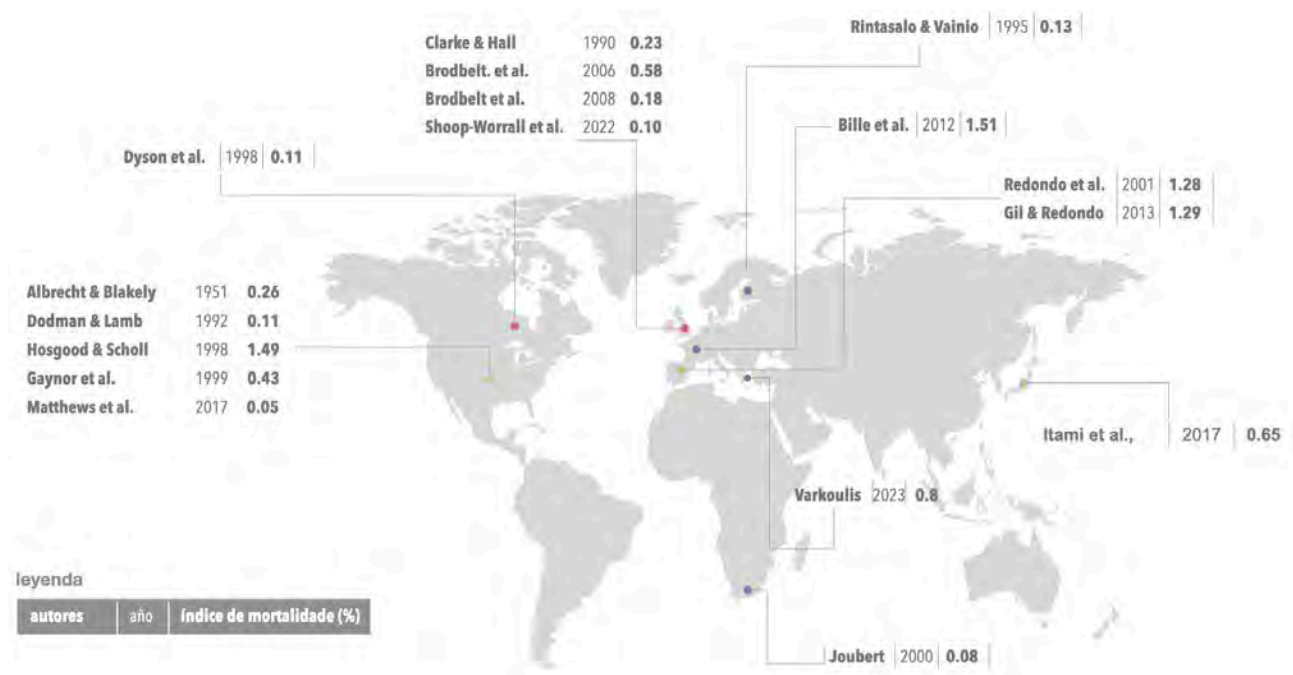 Rintasalo & Vainio 1995 0.13
Clarke & Hall 1990 0.23
Brodbelt. et al. 2006 0.58
Brodbelt et al. 2008 0.18
Shoop-Worrall et al. 2022 0.10
Bille et al. 2012 1.51
Dyson et al. 1998 0.11
Redondo et al. 2001 1.28
Gil & Redondo 2013 1.29
Albrecht & Blakely 1951 0.26
Dodman & Lamb 1992 0.11
Hosgood & Scholl 1998 1.49
Gaynor et al. 1999 0.43
Matthews et al. 2017 0.05
Itami et al., 2017 0.65
Varkoulis 2023 0.8
leyenda
autores año índice de mortalidade (%)
Joubert 2000 0.08